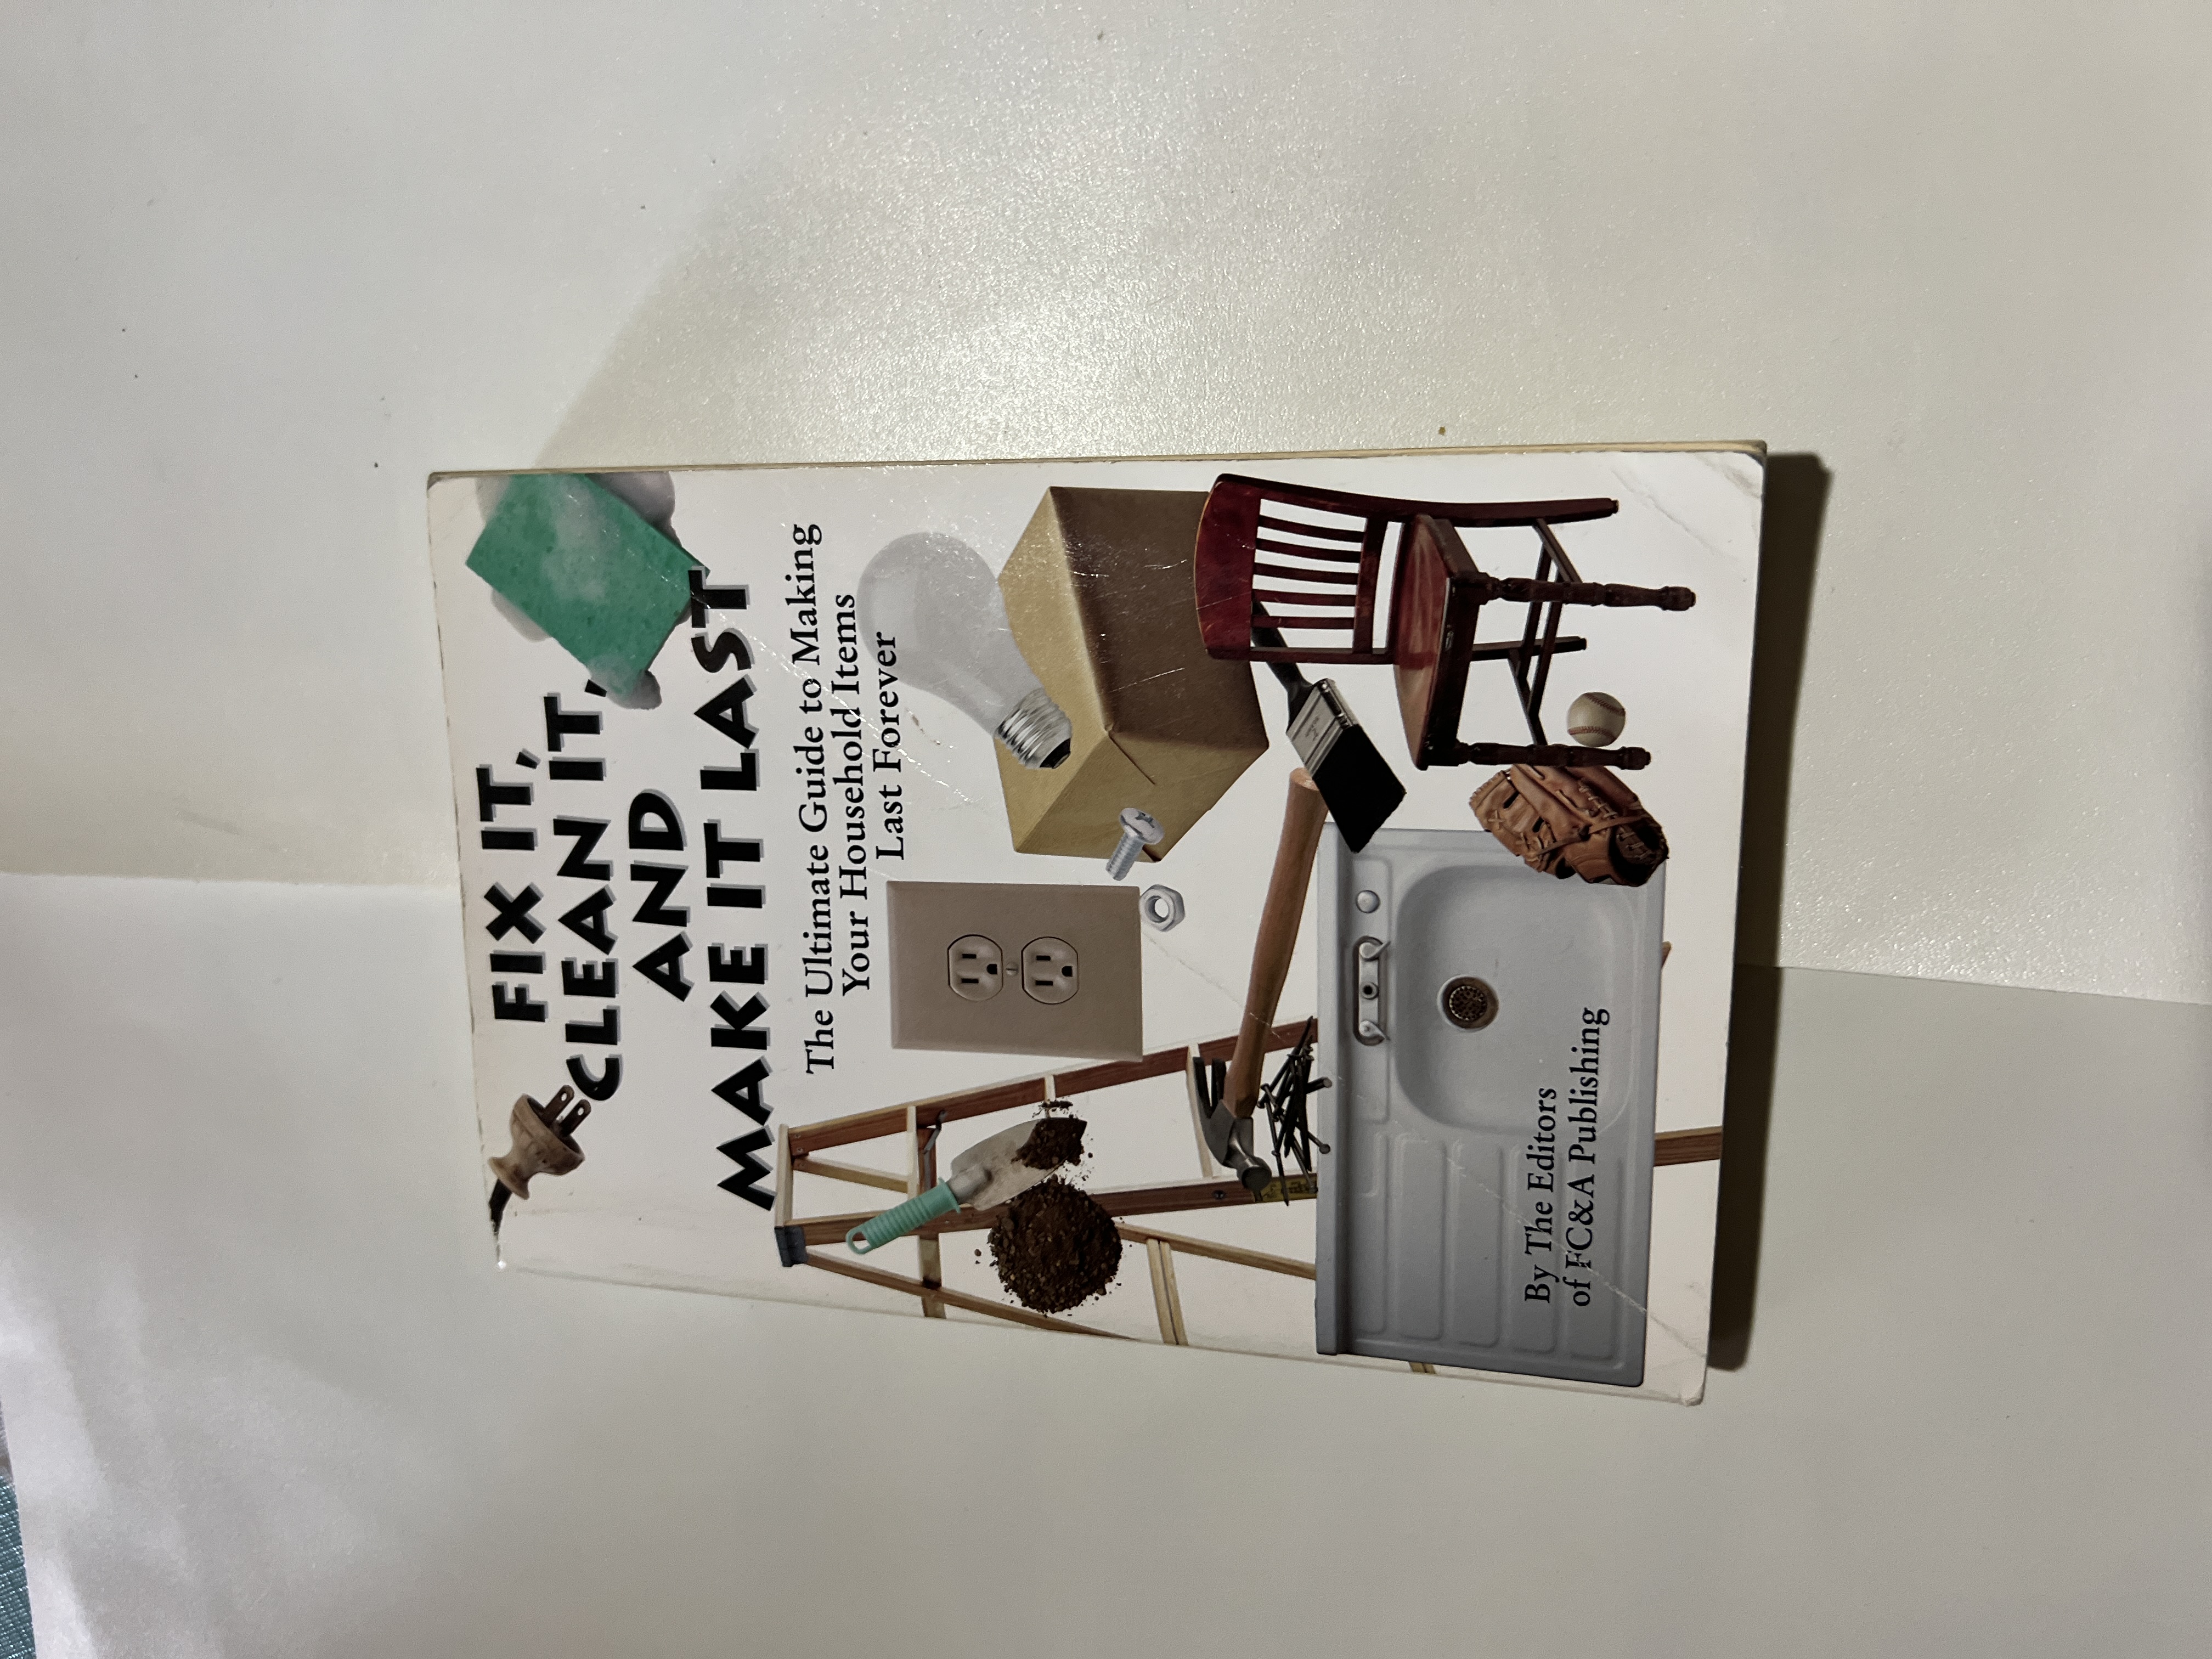 FIX IT,
CLEAN IT,
AND
MAKE IT LAST
The Ultimate Guide to Making
Your Household Items
Last Forever
By The Editors
of FC&A Publishing